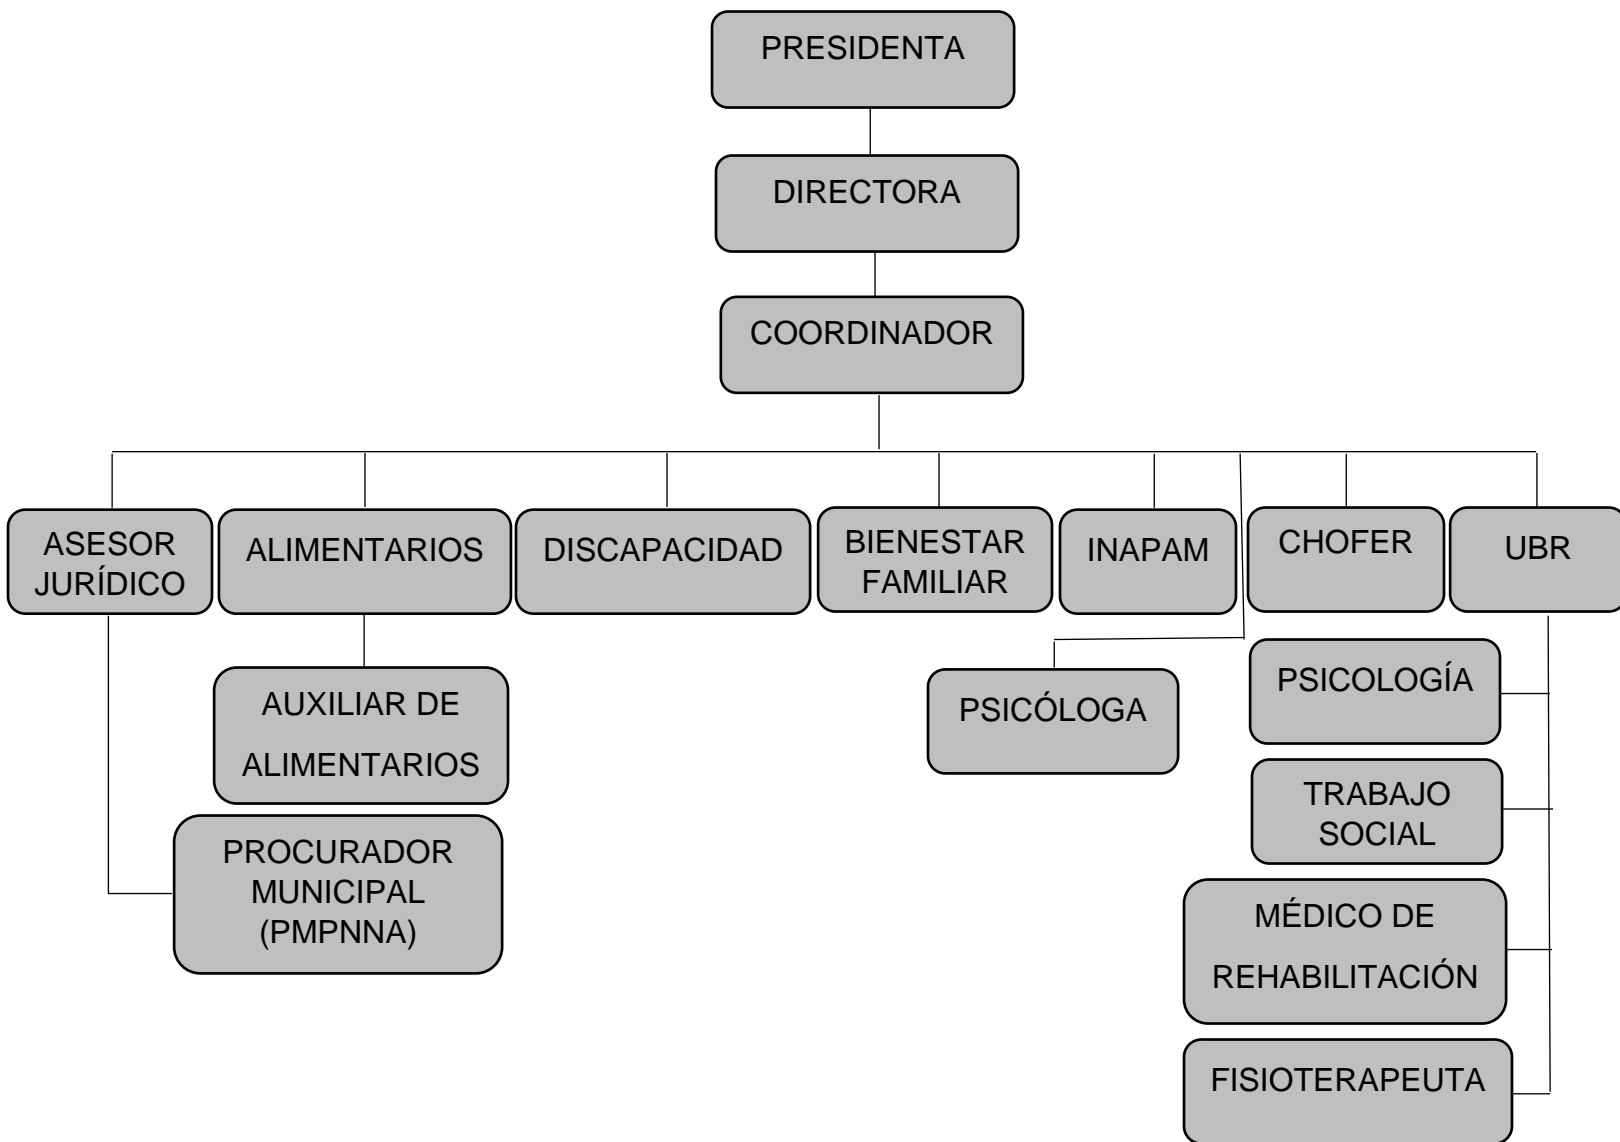 PRESIDENTA
DIRECTORA
COORDINADOR
ASESOR
JURÍDICO
ALIMENTARIOS
DISCAPACIDAD
BIENESTAR
FAMILIAR
INAPAM
CHOFER
UBR
AUXILIAR DE
ALIMENTARIOS
PROCURADOR
MUNICIPAL
(PMPNNA)
PSICÓLOGA
PSICOLOGÍA
TRABAJO
SOCIAL
MÉDICO DE
REHABILITACIÓN
FISIOTERAPEUTA